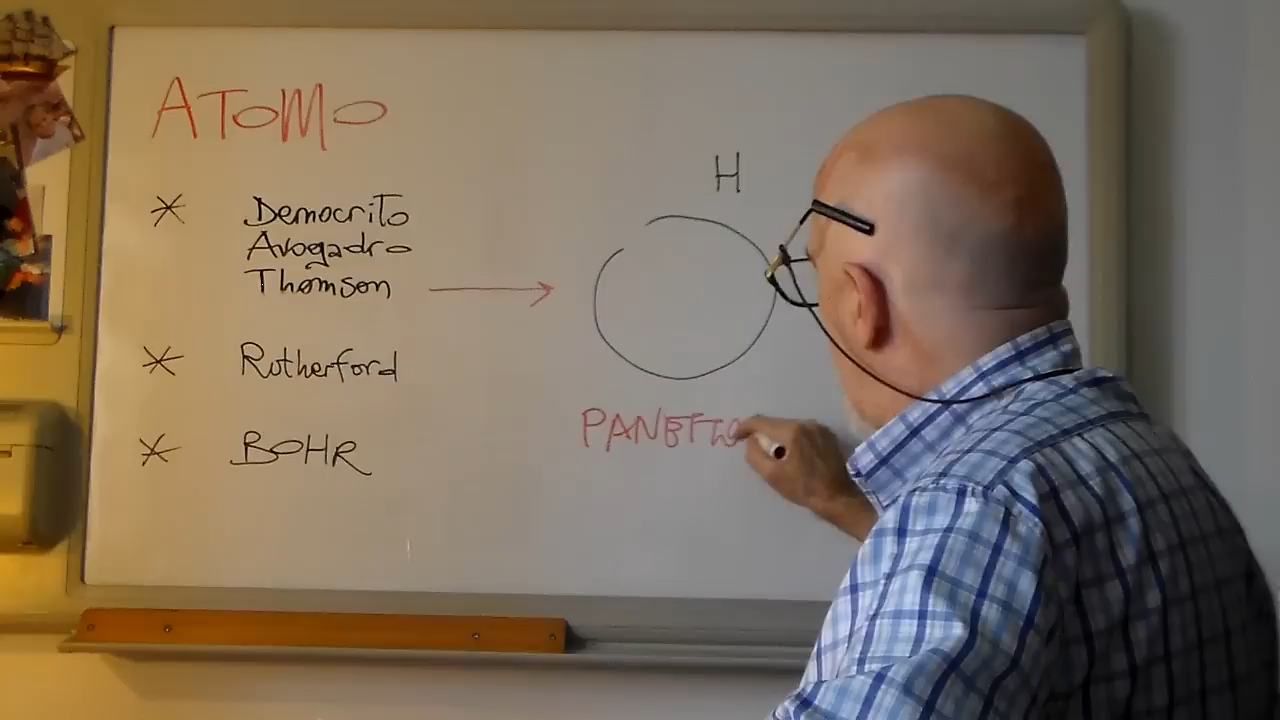 ATOMO
* Democrito
Avogadro
Thomson
* Rutherford
* BOHR
H